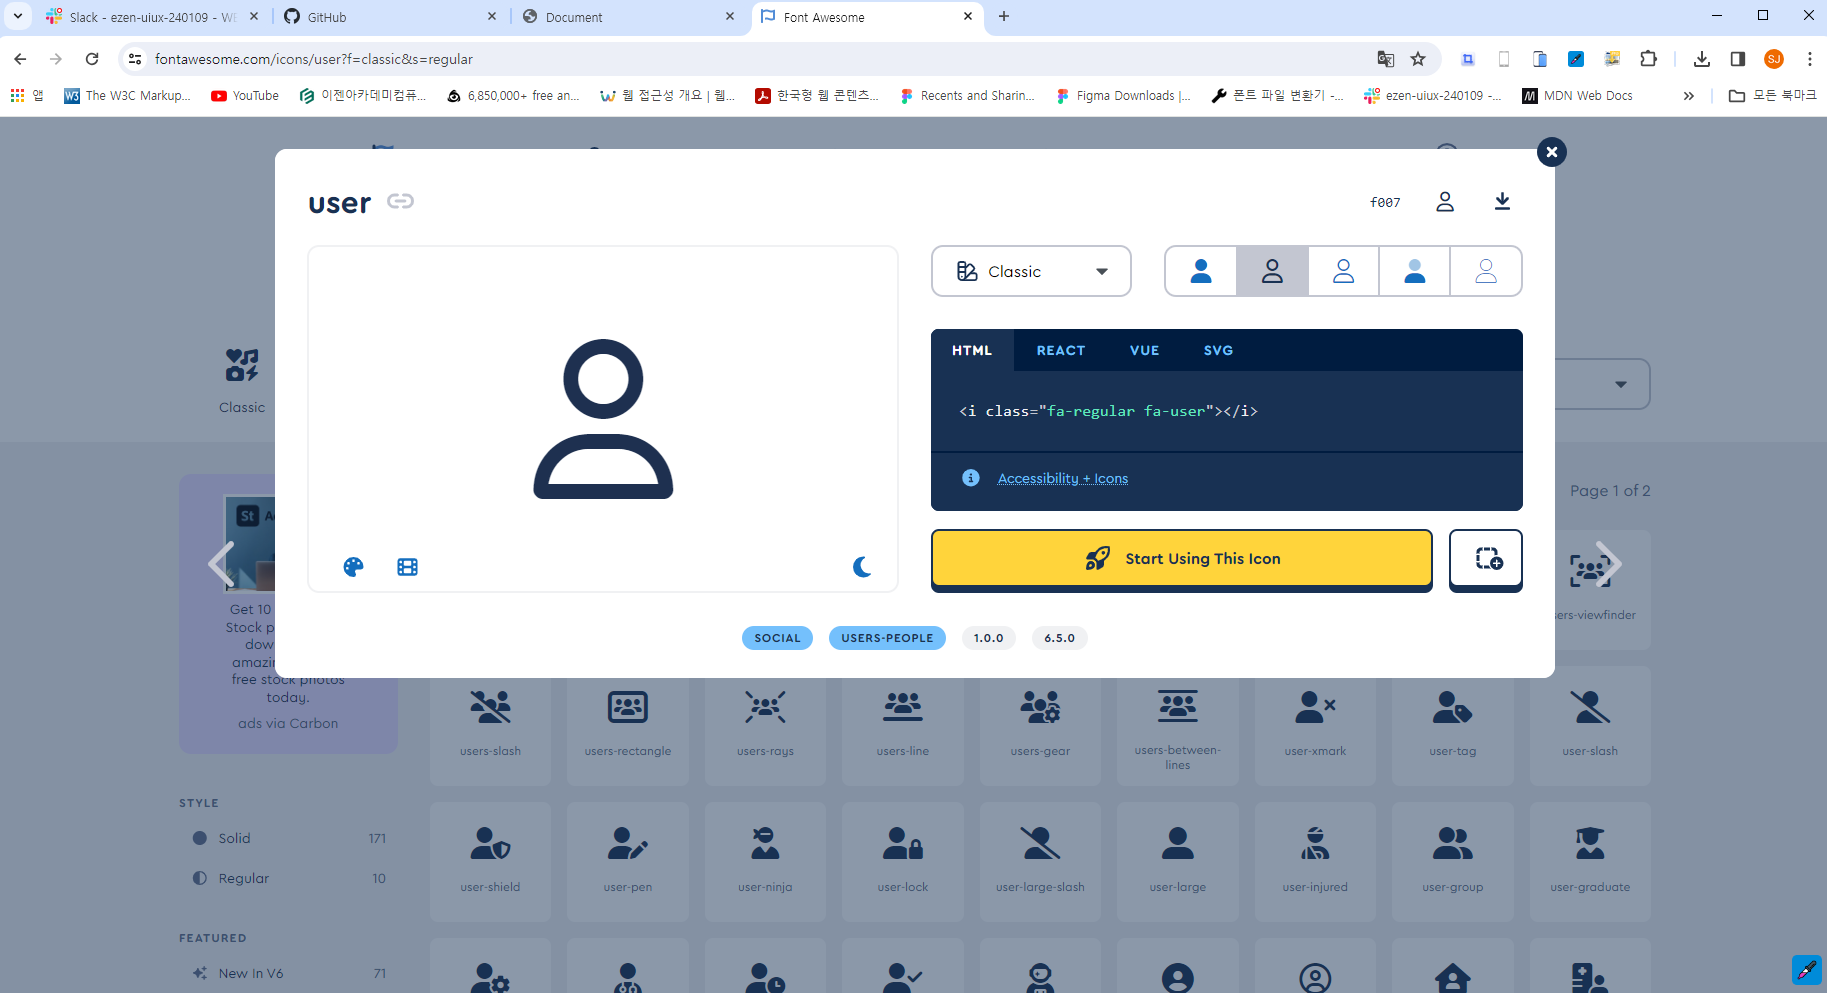 Slack - ezen-uiux-240109 - WE
GitHub
Document
Font Awesome
fontawesome.com/icons/user?f=classic&s=regular
SJ
앱
The W3C Markup...
YouTube
이젠아카데미컴퓨...
6,850,000+ free an...
웹 접근성 개요 | 웹...
한국형 웹 콘텐츠...
Recents and Sharin...
Figma Downloads |...
폰트 파일 변환기 -...
ezen-uiux-240109 -...
MDN Web Docs
모든 북마크
user
f007
Classic
HTML
REACT
VUE
SVG
<i class="fa-regular fa-user"></i>
Accessibility + Icons
Start Using This Icon
SOCIAL
USERS-PEOPLE
1.0.0
6.5.0
Classic
Page 1 of 2
St A
Get 10
Stock p
dow
amazi
free stock photos
today.
ads via Carbon
ers-viewfinder
users-slash
users-rectangle
users-rays
users-line
users-gear
users-between-
lines
user-xmark
user-tag
user-slash
STYLE
Solid
171
Regular
10
user-shield
user-pen
user-ninja
user-lock
user-large-slash
user-large
user-injured
user-group
user-graduate
FEATURED
New In V6
71